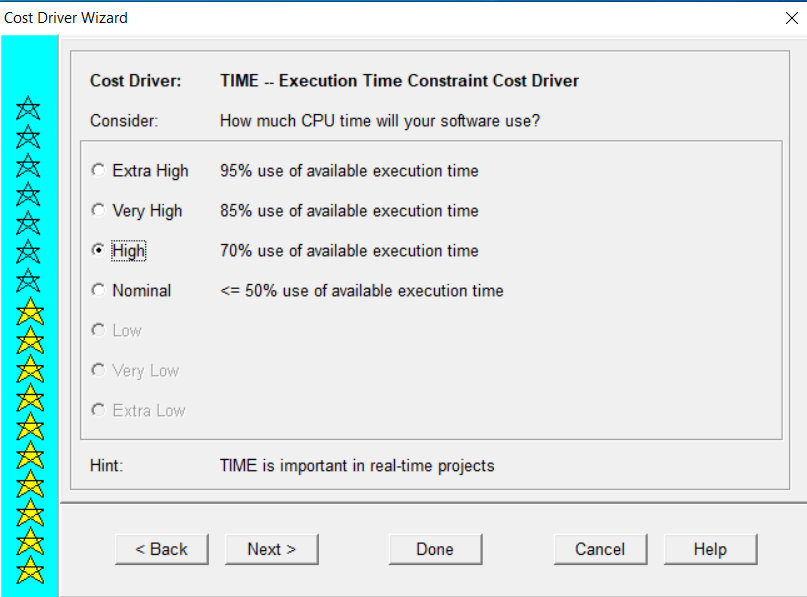 Cost Driver Wizard
Cost Driver: TIME -- Execution Time Constraint Cost Driver
Consider: How much CPU time will your software use?
Extra High 95% use of available execution time
Very High 85% use of available execution time
High 70% use of available execution time
Nominal <= 50% use of available execution time
Low
Very Low
Extra Low
Hint: TIME is important in real-time projects
< Back Next > Done Cancel Help